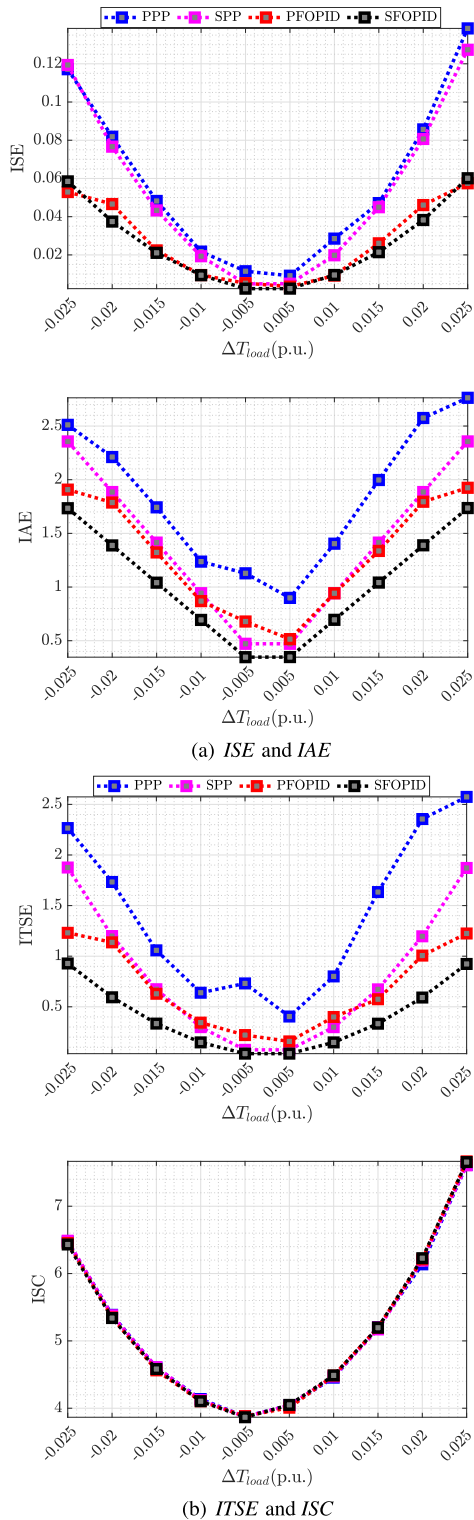 PPP SPP PFOPID SFOPID
0.12
0.1
0.08
0.06
0.04
0.02
ISE
-0.025 -0.02 -0.015 -0.01 -0.005 0.005 0.01 0.015 0.02 0.025
ΔT_load(p.u.)
2.5
2
1.5
1
0.5
IAE
-0.025 -0.02 -0.015 -0.01 -0.005 0.005 0.01 0.015 0.02 0.025
ΔT_load(p.u.)
(a) ISE and IAE
PPP SPP PFOPID SFOPID
2.5
2
1.5
1
0.5
ITSE
-0.025 -0.02 -0.015 -0.01 -0.005 0.005 0.01 0.015 0.02 0.025
ΔT_load(p.u.)
7
6
5
4
ISC
-0.025 -0.02 -0.015 -0.01 -0.005 0.005 0.01 0.015 0.02 0.025
ΔT_load(p.u.)
(b) ITSE and ISC